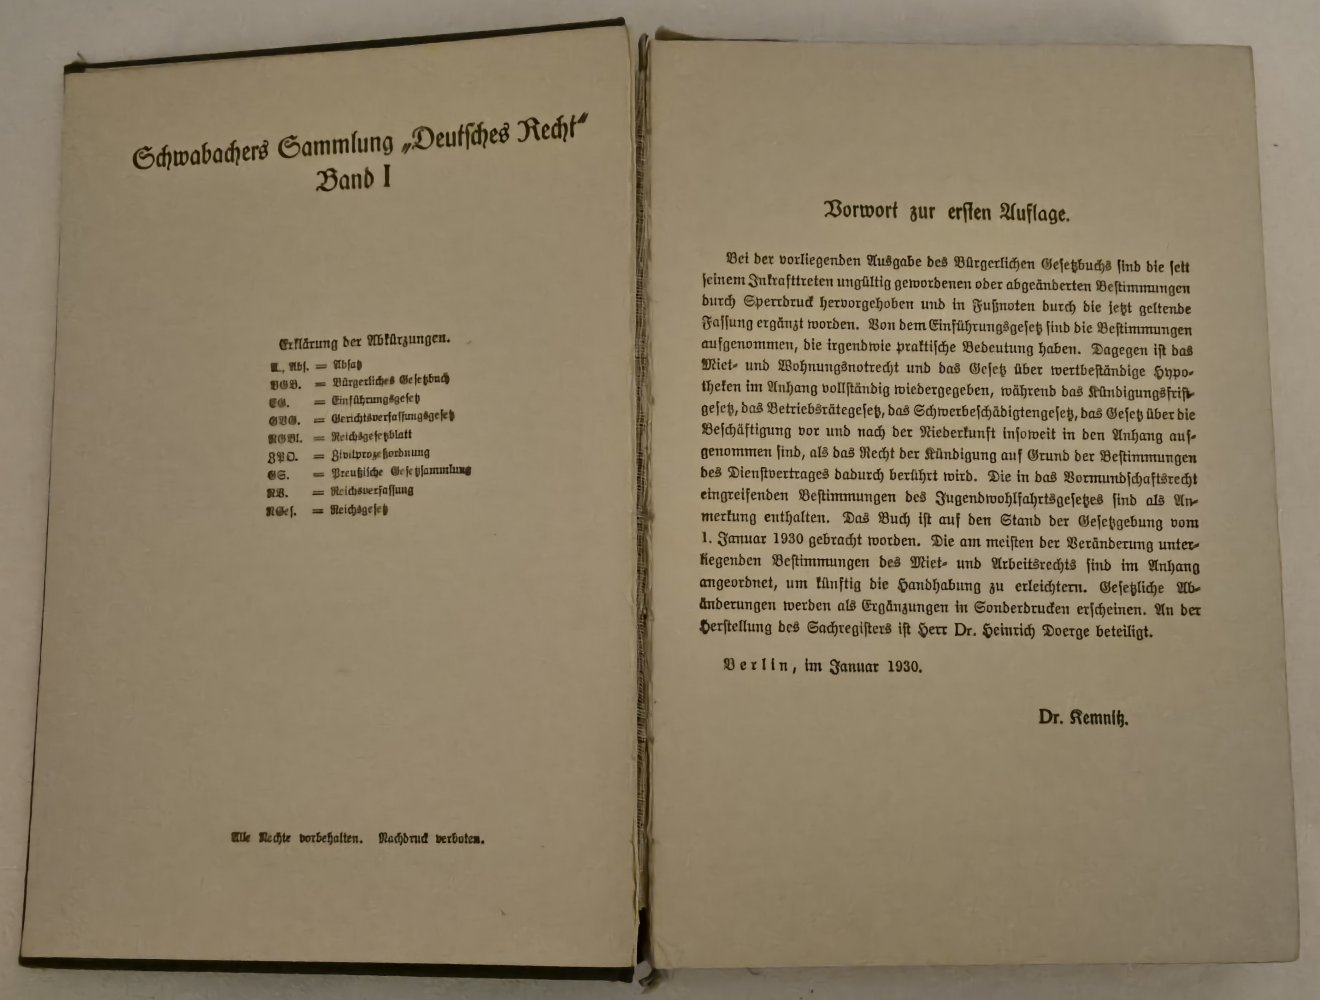 Schwabachers Sammlung „Deutsches Recht“
Band I
Erklärung der Abkürzungen.
A., Abs. = Absatz
BGB. = Bürgerliches Gesetzbuch
EG. = Einführungsgesetz
GVG. = Gerichtsverfassungsgesetz
RGBl. = Reichsgesetzblatt
ZPO. = Zivilprozeßordnung
GS. = Preußische Gesetzsammlung
RV. = Reichsverfassung
RGes. = Reichsgesetz
Alle Rechte vorbehalten. Nachdruck verboten.
Vorwort zur ersten Auflage.
Bei der vorliegenden Ausgabe des Bürgerlichen Gesetzbuchs sind die seit
seinem Inkrafttreten ungültig gewordenen oder abgeänderten Bestimmungen
durch Sperrdruck hervorgehoben und in Fußnoten durch die jetzt geltende
Fassung ergänzt worden. Von dem Einführungsgesetz sind die Bestimmungen
aufgenommen, die irgendwie praktische Bedeutung haben. Dagegen ist das
Miet- und Wohnungsnotrecht und das Gesetz über wertbeständige Hypo-
theken im Anhang vollständig wiedergegeben, während das Kündigungsfrist-
gesetz, das Betriebsrätegesetz, das Schwerbeschädigtengesetz, das Gesetz über die
Beschäftigung vor und nach der Niederkunft insoweit in den Anhang auf-
genommen sind, als das Recht der Kündigung auf Grund der Bestimmungen
des Dienstvertrages dadurch berührt wird. Die in das Vormundschaftsrecht
eingreifenden Bestimmungen des Jugendwohlfahrtsgesetzes sind als An-
merkung enthalten. Das Buch ist auf den Stand der Gesetzgebung vom
1. Januar 1930 gebracht worden. Die am meisten der Veränderung unter-
liegenden Bestimmungen des Miet- und Arbeitsrechts sind im Anhang
angeordnet, um künftig die Handhabung zu erleichtern. Gesetzliche Ab-
änderungen werden als Ergänzungen in Sonderdrucken erscheinen. An der
Herstellung des Sachregisters ist Herr Dr. Heinrich Doerge beteiligt.
Berlin, im Januar 1930.
Dr. Kemnitz.